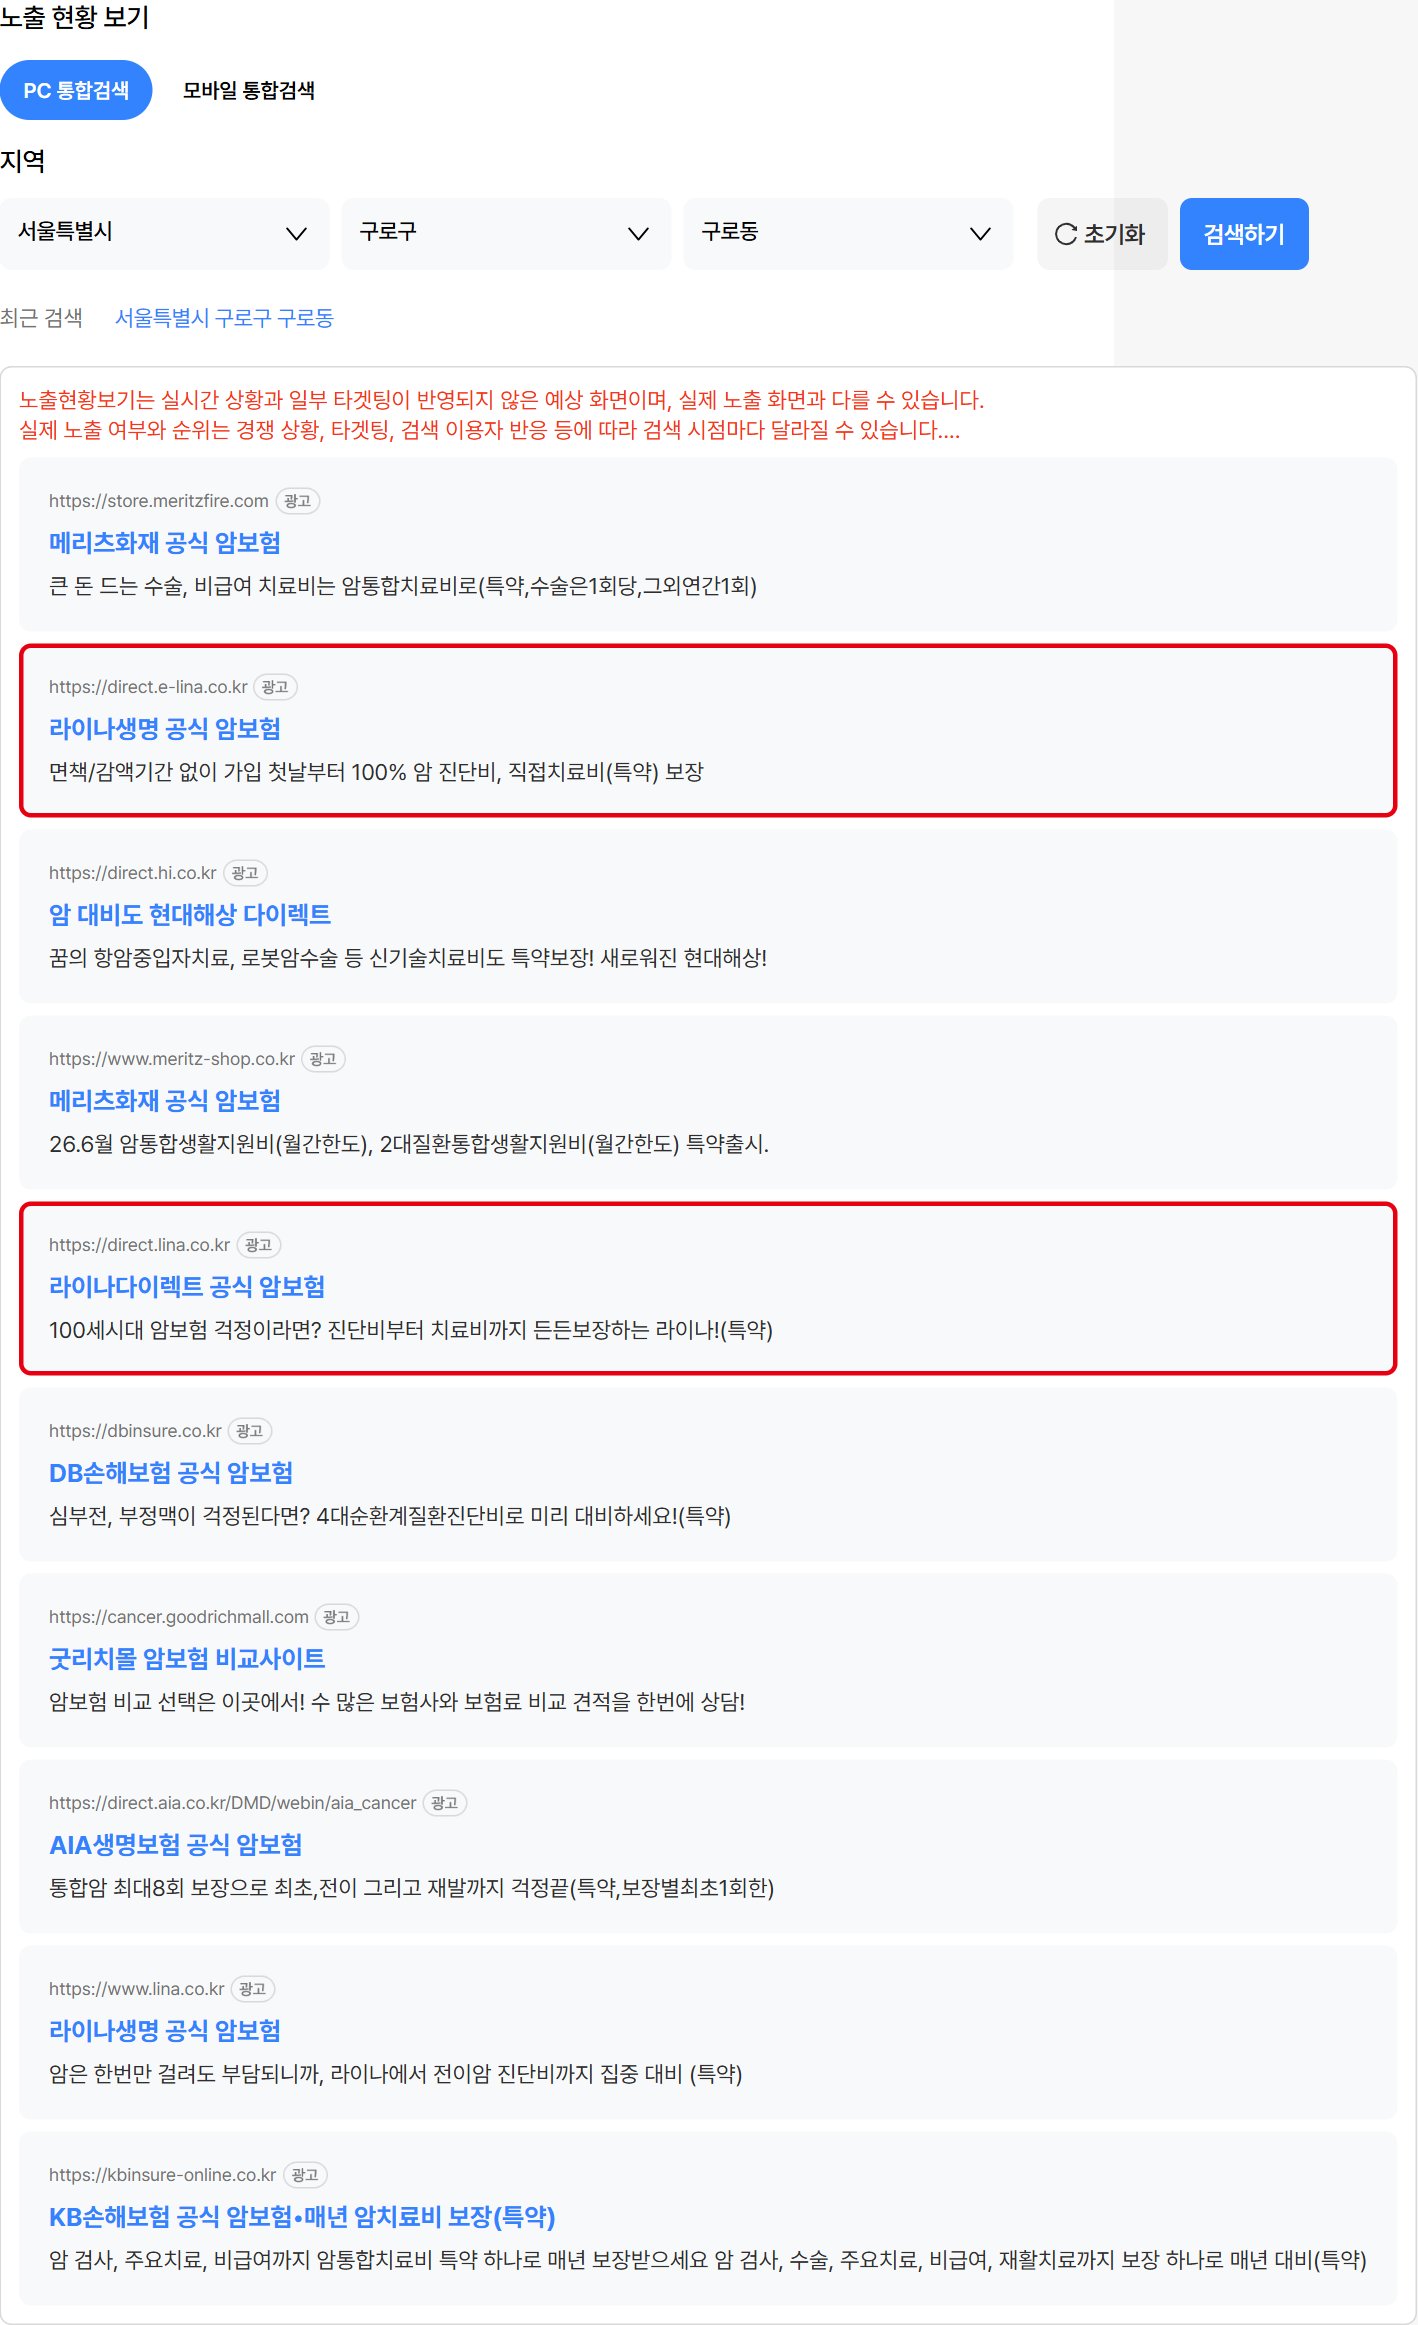 노출 현황 보기
PC 통합검색 모바일 통합검색
지역
서울특별시 구로구 구로동 초기화 검색하기
최근 검색 서울특별시 구로구 구로동
노출현황보기는 실시간 상황과 일부 타겟팅이 반영되지 않은 예상 화면이며, 실제 노출 화면과 다를 수 있습니다.
실제 노출 여부와 순위는 경쟁 상황, 타겟팅, 검색 이용자 반응 등에 따라 검색 시점마다 달라질 수 있습니다....
https://store.meritzfire.com 광고
메리츠화재 공식 암보험
큰 돈 드는 수술, 비급여 치료비는 암통합치료비로(특약,수술은1회당,그외연간1회)
https://direct.e-lina.co.kr 광고
라이나생명 공식 암보험
면책/감액기간 없이 가입 첫날부터 100% 암 진단비, 직접치료비(특약) 보장
https://direct.hi.co.kr 광고
암 대비도 현대해상 다이렉트
꿈의 항암중입자치료, 로봇암수술 등 신기술치료비도 특약보장! 새로워진 현대해상!
https://www.meritz-shop.co.kr 광고
메리츠화재 공식 암보험
26.6월 암통합생활지원비(월간한도), 2대질환통합생활지원비(월간한도) 특약출시.
https://direct.lina.co.kr 광고
라이나다이렉트 공식 암보험
100세시대 암보험 걱정이라면? 진단비부터 치료비까지 든든보장하는 라이나!(특약)
https://dbinsure.co.kr 광고
DB손해보험 공식 암보험
심부전, 부정맥이 걱정된다면? 4대순환계질환진단비로 미리 대비하세요!(특약)
https://cancer.goodrichmall.com 광고
굿리치몰 암보험 비교사이트
암보험 비교 선택은 이곳에서! 수 많은 보험사와 보험료 비교 견적을 한번에 상담!
https://direct.aia.co.kr/DMD/webin/aia_cancer 광고
AIA생명보험 공식 암보험
통합암 최대8회 보장으로 최초,전이 그리고 재발까지 걱정끝(특약,보장별최초1회한)
https://www.lina.co.kr 광고
라이나생명 공식 암보험
암은 한번만 걸려도 부담되니까, 라이나에서 전이암 진단비까지 집중 대비 (특약)
https://kbinsure-online.co.kr 광고
KB손해보험 공식 암보험•매년 암치료비 보장(특약)
암 검사, 주요치료, 비급여까지 암통합치료비 특약 하나로 매년 보장받으세요 암 검사, 수술, 주요치료, 비급여, 재활치료까지 보장 하나로 매년 대비(특약)